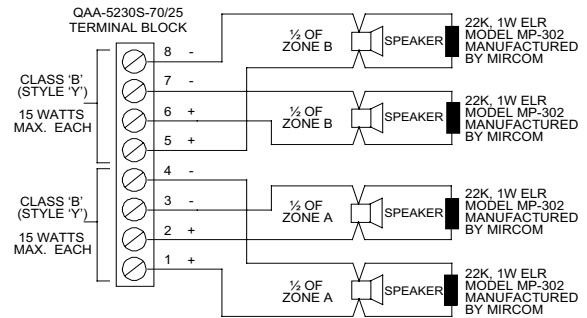 QAA-5230S-70/25
TERMINAL BLOCK
8 -
7 -
6 +
5 +
4 -
3 -
2 +
1 +
CLASS 'B'
(STYLE 'Y')
15 WATTS
MAX. EACH
CLASS 'B'
(STYLE 'Y')
15 WATTS
MAX. EACH
½ OF
ZONE B
SPEAKER
22K, 1W ELR
MODEL MP-302
MANUFACTURED
BY MIRCOM
½ OF
ZONE B
SPEAKER
22K, 1W ELR
MODEL MP-302
MANUFACTURED
BY MIRCOM
½ OF
ZONE A
SPEAKER
22K, 1W ELR
MODEL MP-302
MANUFACTURED
BY MIRCOM
½ OF
ZONE A
SPEAKER
22K, 1W ELR
MODEL MP-302
MANUFACTURED
BY MIRCOM